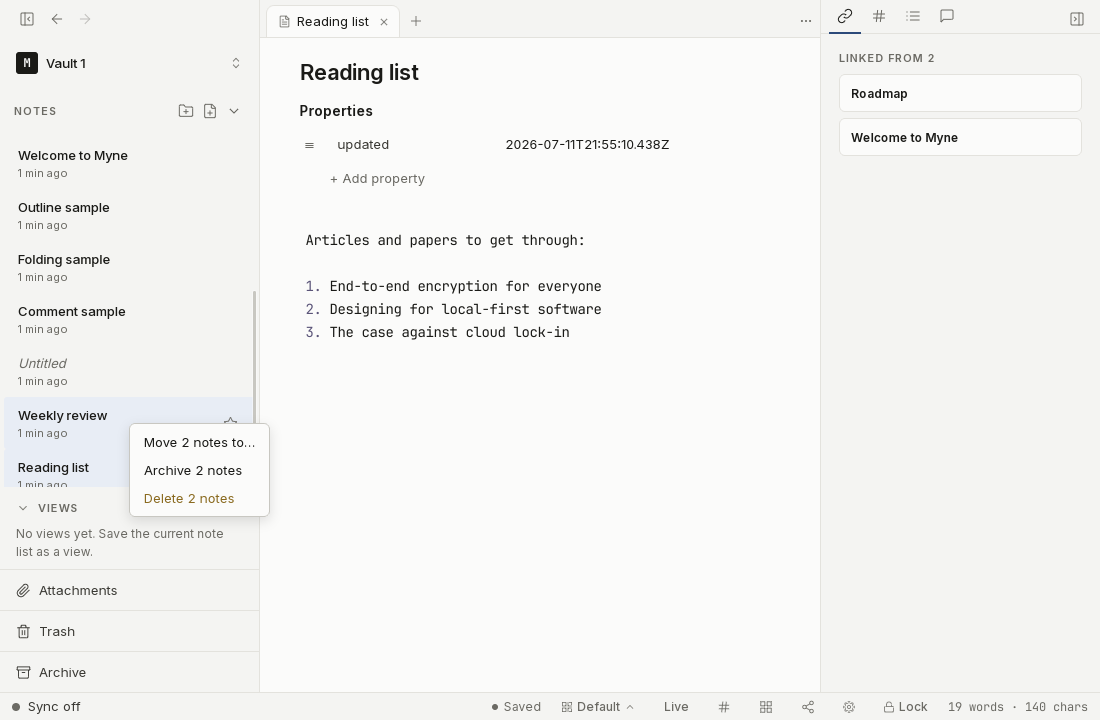 M Vault 1
NOTES
Welcome to Myne
1 min ago
Outline sample
1 min ago
Folding sample
1 min ago
Comment sample
1 min ago
Untitled
1 min ago
Weekly review
1 min ago
Reading list
1 min ago
Move 2 notes to…
Archive 2 notes
Delete 2 notes
VIEWS
No views yet. Save the current note
list as a view.
Attachments
Trash
Archive
Reading list
Reading list
Properties
updated 2026-07-11T21:55:10.438Z
+ Add property
Articles and papers to get through:
1. End-to-end encryption for everyone
2. Designing for local-first software
3. The case against cloud lock-in
LINKED FROM 2
Roadmap
Welcome to Myne
Sync off
Saved
Default
Live
Lock
19 words · 140 chars